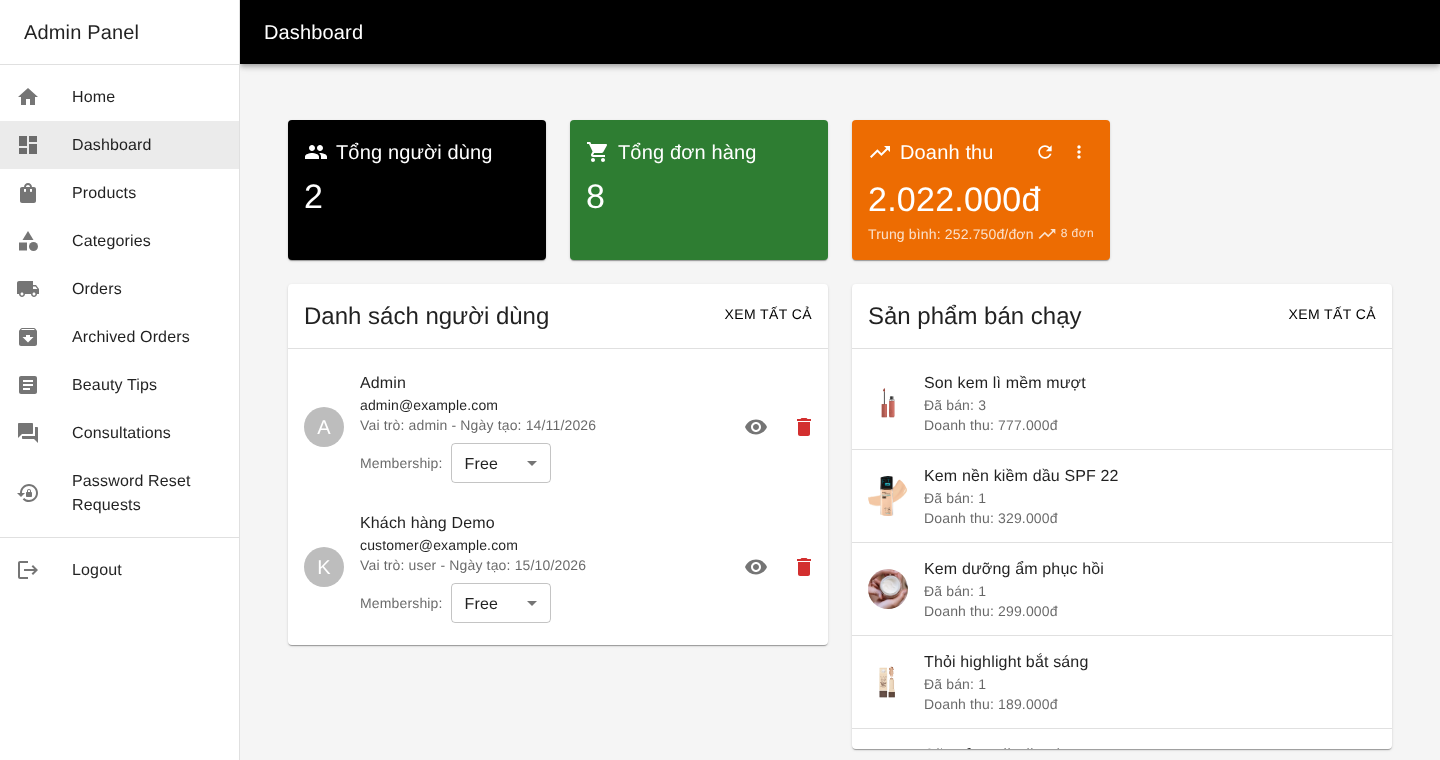 Admin Panel
Dashboard
Home
Dashboard
Products
Categories
Orders
Archived Orders
Beauty Tips
Consultations
Password Reset
Requests
Logout
Tổng người dùng
2
Tổng đơn hàng
8
Doanh thu
2.022.000đ
Trung bình: 252.750đ/đơn
8 đơn
Danh sách người dùng
XEM TẤT CẢ
A
Admin
admin@example.com
Vai trò: admin - Ngày tạo: 14/11/2026
Membership:
Free
K
Khách hàng Demo
customer@example.com
Vai trò: user - Ngày tạo: 15/10/2026
Membership:
Free
Sản phẩm bán chạy
XEM TẤT CẢ
Son kem lì mềm mượt
Đã bán: 3
Doanh thu: 777.000đ
Kem nền kiềm dầu SPF 22
Đã bán: 1
Doanh thu: 329.000đ
Kem dưỡng ẩm phục hồi
Đã bán: 1
Doanh thu: 299.000đ
Thỏi highlight bắt sáng
Đã bán: 1
Doanh thu: 189.000đ